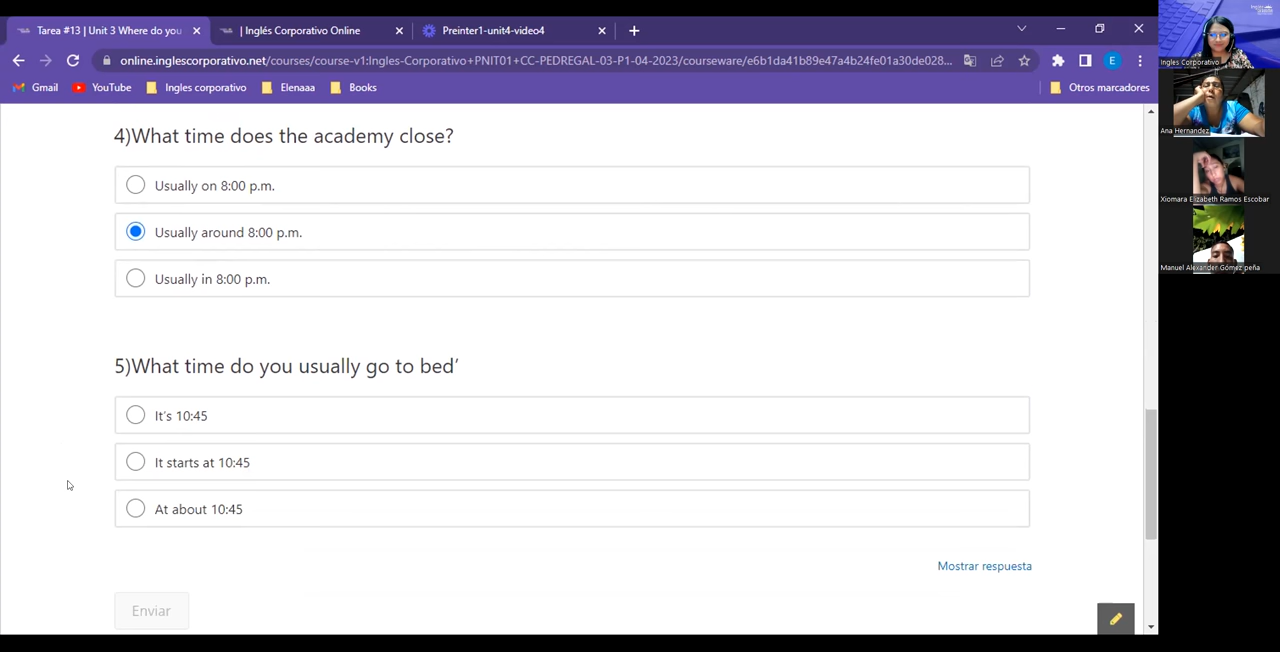 Tarea #13 | Unit 3 Where do you
| Inglés Corporativo Online
Preinter1-unit4-video4
online.inglescorporativo.net/courses/course-v1:Ingles-Corporativo+PNIT01+CC-PEDREGAL-03-P1-04-2023/courseware/e6b1da41b89e47a4b24fe01a30de028...
E
Gmail
YouTube
Ingles corporativo
Elenaaa
Books
Otros marcadores
4)What time does the academy close?
Usually on 8:00 p.m.
Usually around 8:00 p.m.
Usually in 8:00 p.m.
5)What time do you usually go to bed’
It's 10:45
It starts at 10:45
At about 10:45
Mostrar respuesta
Enviar
Ingles Corporativo
Ana Hernandez
Xiomara Elizabeth Ramos Escobar
Manuel Alexander Gómez peña